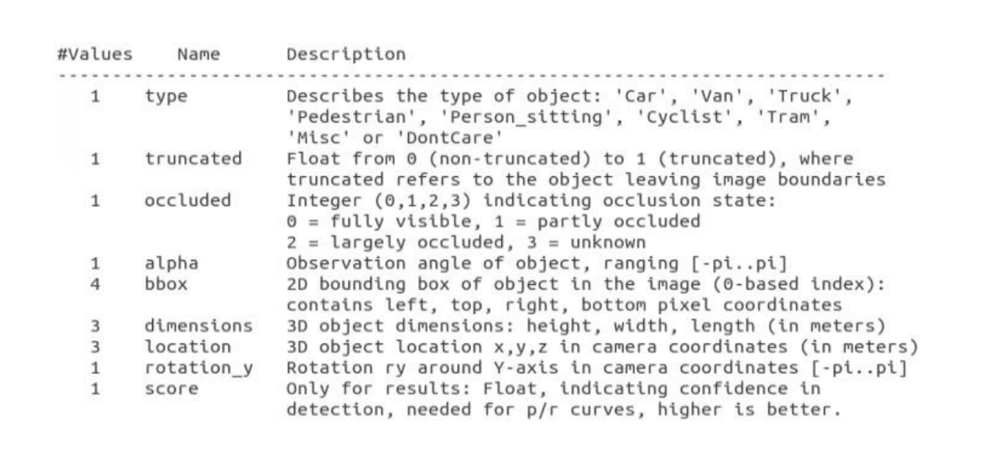 #Values    Name      Description
----------------------------------------------------------------------------
   1    type         Describes the type of object: 'Car', 'Van', 'Truck',
                     'Pedestrian', 'Person_sitting', 'Cyclist', 'Tram',
                     'Misc' or 'DontCare'
   1    truncated    Float from 0 (non-truncated) to 1 (truncated), where
                     truncated refers to the object leaving image boundaries
   1    occluded     Integer (0,1,2,3) indicating occlusion state:
                     0 = fully visible, 1 = partly occluded
                     2 = largely occluded, 3 = unknown
   1    alpha        Observation angle of object, ranging [-pi..pi]
   4    bbox         2D bounding box of object in the image (0-based index):
                     contains left, top, right, bottom pixel coordinates
   3    dimensions   3D object dimensions: height, width, length (in meters)
   3    location     3D object location x,y,z in camera coordinates (in meters)
   1    rotation_y   Rotation ry around Y-axis in camera coordinates [-pi..pi]
   1    score        Only for results: Float, indicating confidence in
                     detection, needed for p/r curves, higher is better.